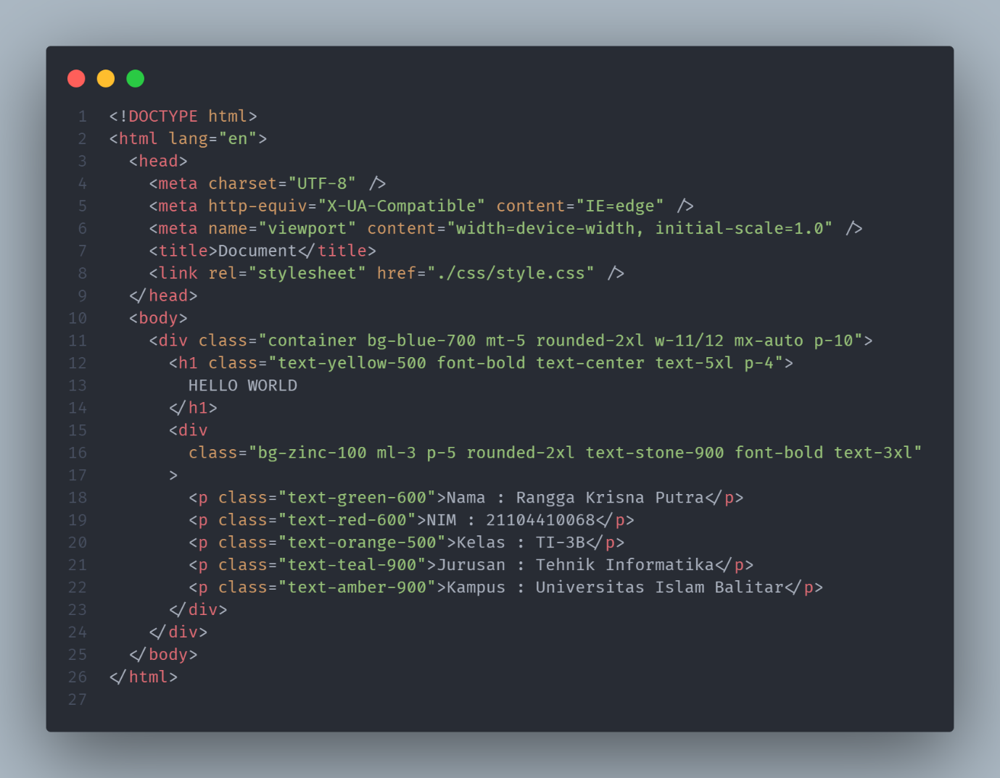 1 <!DOCTYPE html>
2 <html lang="en">
3   <head>
4     <meta charset="UTF-8" />
5     <meta http-equiv="X-UA-Compatible" content="IE=edge" />
6     <meta name="viewport" content="width=device-width, initial-scale=1.0" />
7     <title>Document</title>
8     <link rel="stylesheet" href="./css/style.css" />
9   </head>
10   <body>
11     <div class="container bg-blue-700 mt-5 rounded-2xl w-11/12 mx-auto p-10">
12       <h1 class="text-yellow-500 font-bold text-center text-5xl p-4">
13         HELLO WORLD
14       </h1>
15       <div
16         class="bg-zinc-100 ml-3 p-5 rounded-2xl text-stone-900 font-bold text-3xl"
17       >
18         <p class="text-green-600">Nama : Rangga Krisna Putra</p>
19         <p class="text-red-600">NIM : 21104410068</p>
20         <p class="text-orange-500">Kelas : TI-3B</p>
21         <p class="text-teal-900">Jurusan : Tehnik Informatika</p>
22         <p class="text-amber-900">Kampus : Universitas Islam Balitar</p>
23       </div>
24     </div>
25   </body>
26 </html>
27